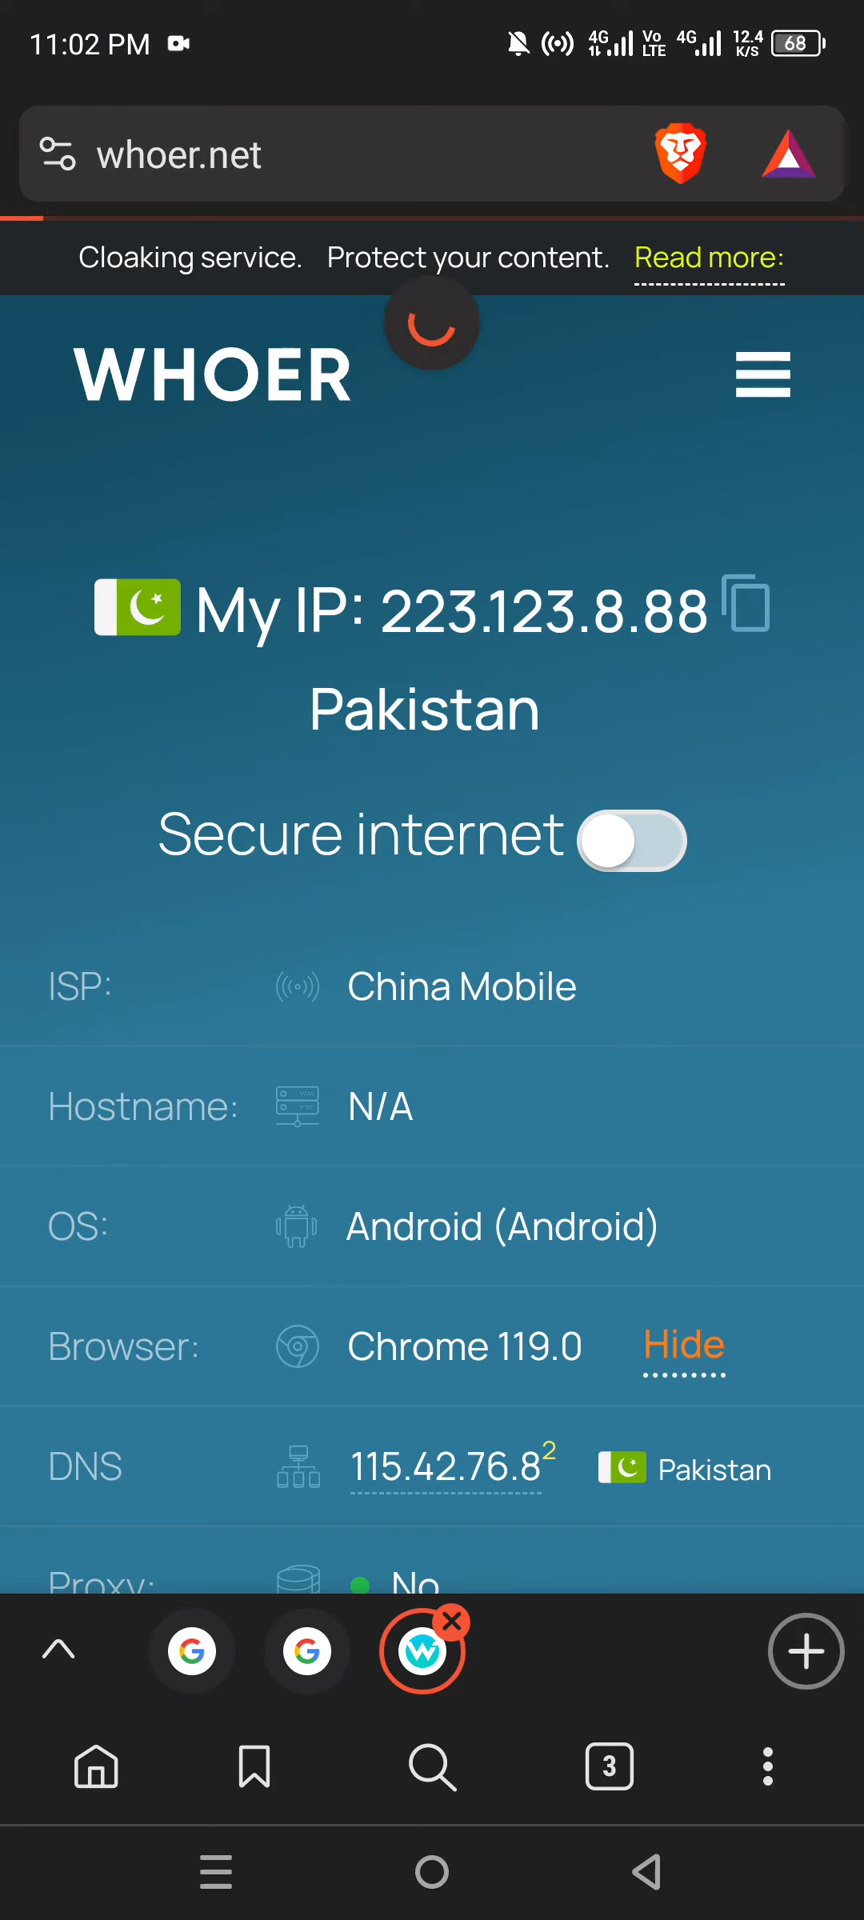 11:02 PM 4G Vo LTE 4G 12.4 K/S 68
whoer.net
Cloaking service. Protect your content. Read more:
WHOER
My IP: 223.123.8.88
Pakistan
Secure internet
ISP: China Mobile
Hostname: N/A
OS: Android (Android)
Browser: Chrome 119.0 Hide
DNS 115.42.76.8² Pakistan
Proxy: No
3